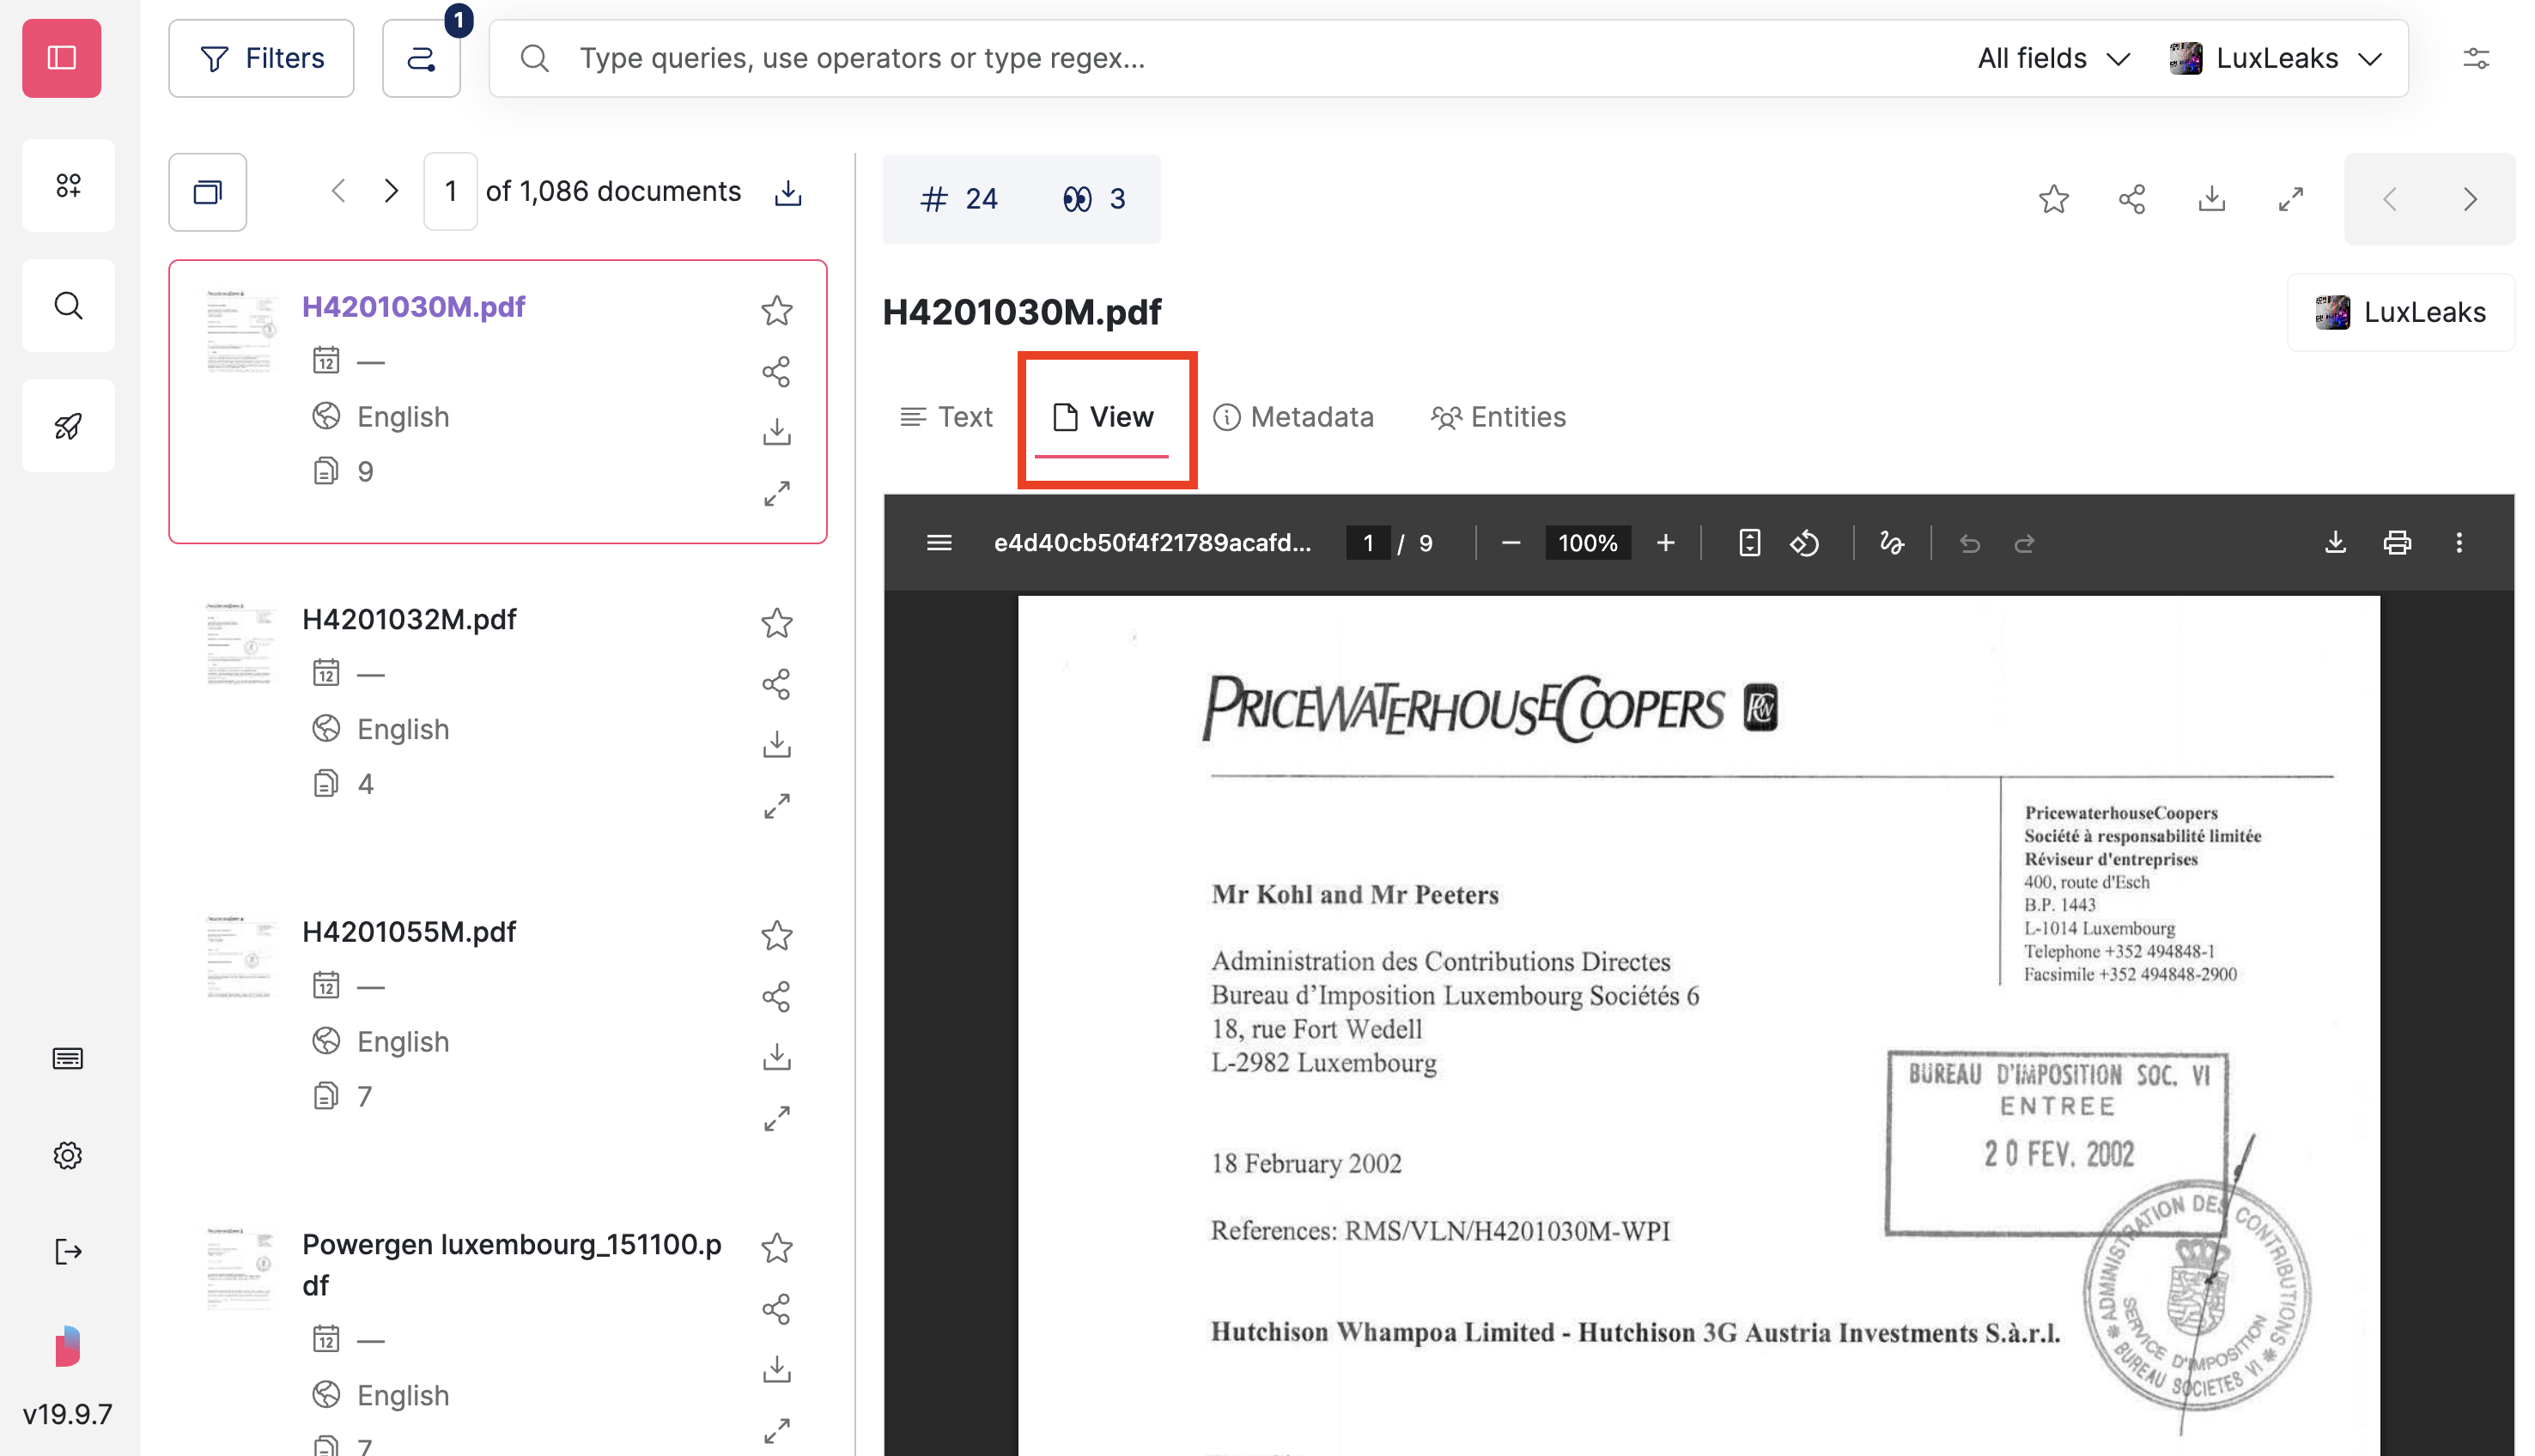 Filters
1
Type queries, use operators or type regex...
All fields
LuxLeaks
1 of 1,086 documents
H4201030M.pdf
12 —
English
9
H4201032M.pdf
12 —
English
4
H4201055M.pdf
12 —
English
7
Powergen luxembourg_151100.p
df
12 —
English
7
v19.9.7
# 24
3
H4201030M.pdf
LuxLeaks
Text
View
Metadata
Entities
e4d40cb50f4f21789acafd...
1 / 9
100%
PRICEWATERHOUSECOOPERS PwC
PricewaterhouseCoopers
Société à responsabilité limitée
Réviseur d'entreprises
400, route d'Esch
B.P. 1443
L-1014 Luxembourg
Telephone +352 494848-1
Facsimile +352 494848-2900
Mr Kohl and Mr Peeters
Administration des Contributions Directes
Bureau d'Imposition Luxembourg Sociétés 6
18, rue Fort Wedell
L-2982 Luxembourg
BUREAU D'IMPOSITION SOC. VI
ENTREE
20 FEV. 2002
18 February 2002
References: RMS/VLN/H4201030M-WPI
ADMINISTRATION DES CONTRIBUTIONS
SERVICE D'IMPOSITION
BUREAU SOCIETES VI
Hutchison Whampoa Limited - Hutchison 3G Austria Investments S.à.r.l.